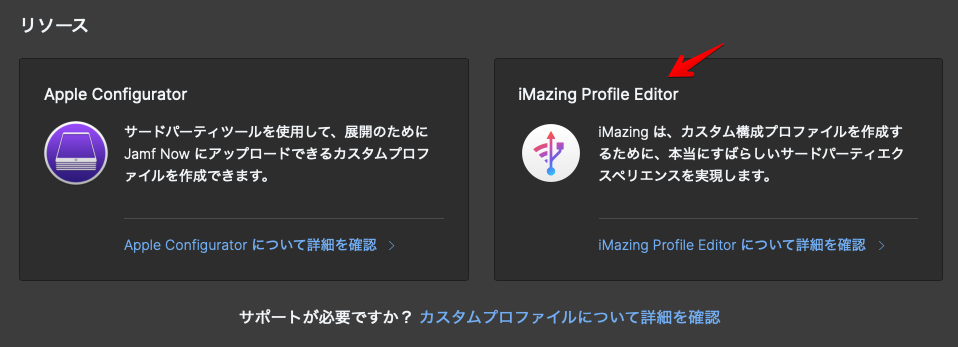 リソース
Apple Configurator
サードパーティツールを使用して、展開のために
Jamf Now にアップロードできるカスタムプロフ
ァイルを作成できます。
Apple Configurator について詳細を確認
iMazing Profile Editor
iMazing は、カスタム構成プロファイルを作成す
るために、本当にすばらしいサードパーティエク
スペリエンスを実現します。
iMazing Profile Editor について詳細を確認
サポートが必要ですか？ カスタムプロファイルについて詳細を確認